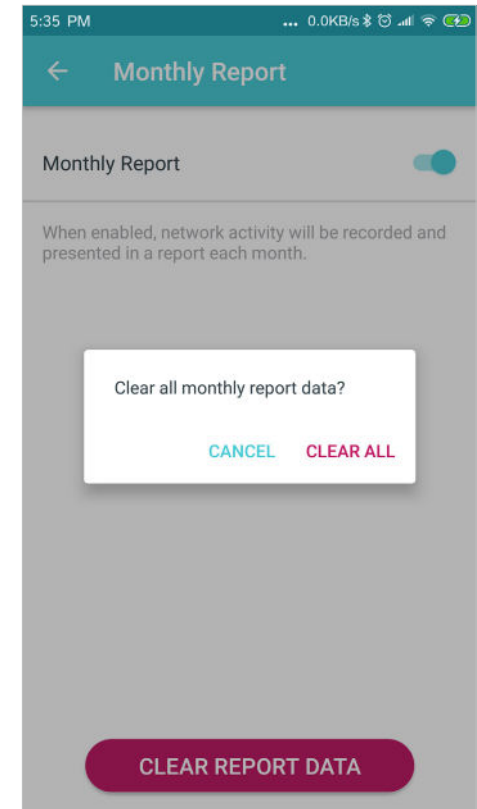 5:35 PM ... 0.0KB/s
Monthly Report
Monthly Report
When enabled, network activity will be recorded and
presented in a report each month.
Clear all monthly report data?
CANCEL CLEAR ALL
CLEAR REPORT DATA